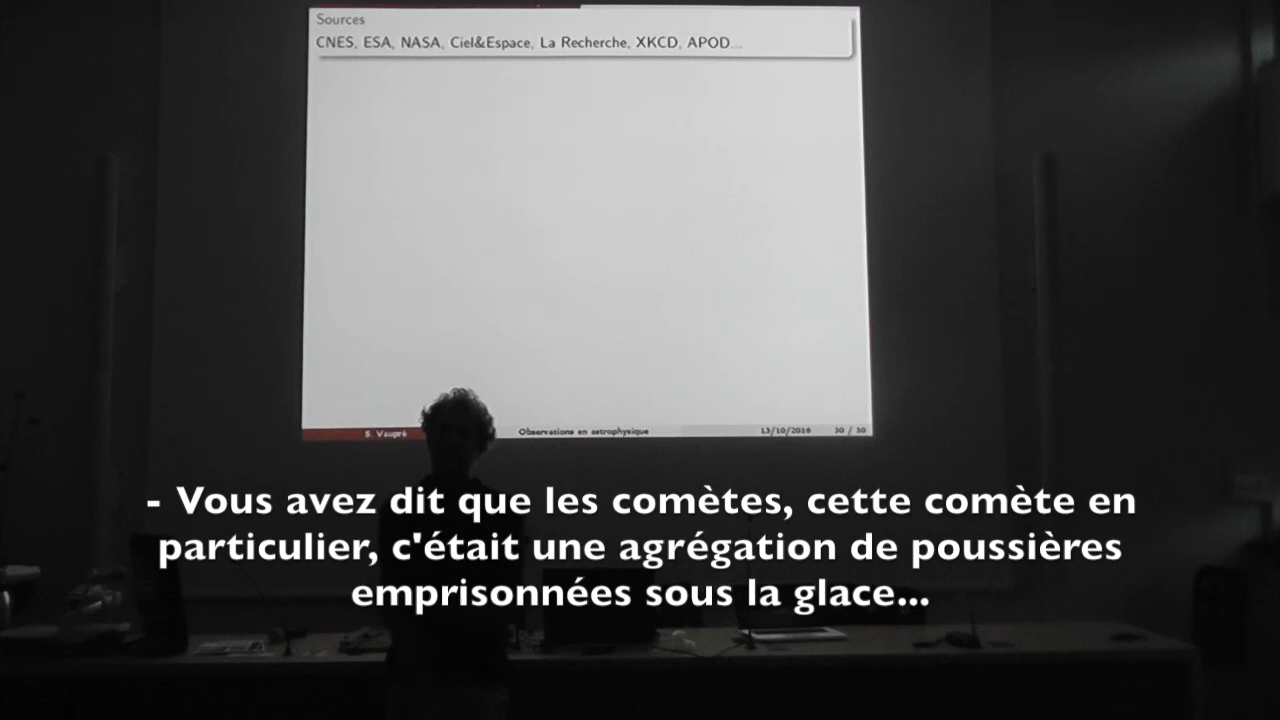 Sources
CNES, ESA, NASA, Ciel&Espace, La Recherche, XKCD, APOD...
S. Vaupré Observations en astrophysique 13/10/2016 30 / 30
- Vous avez dit que les comètes, cette comète en
particulier, c'était une agrégation de poussières
emprisonnées sous la glace...